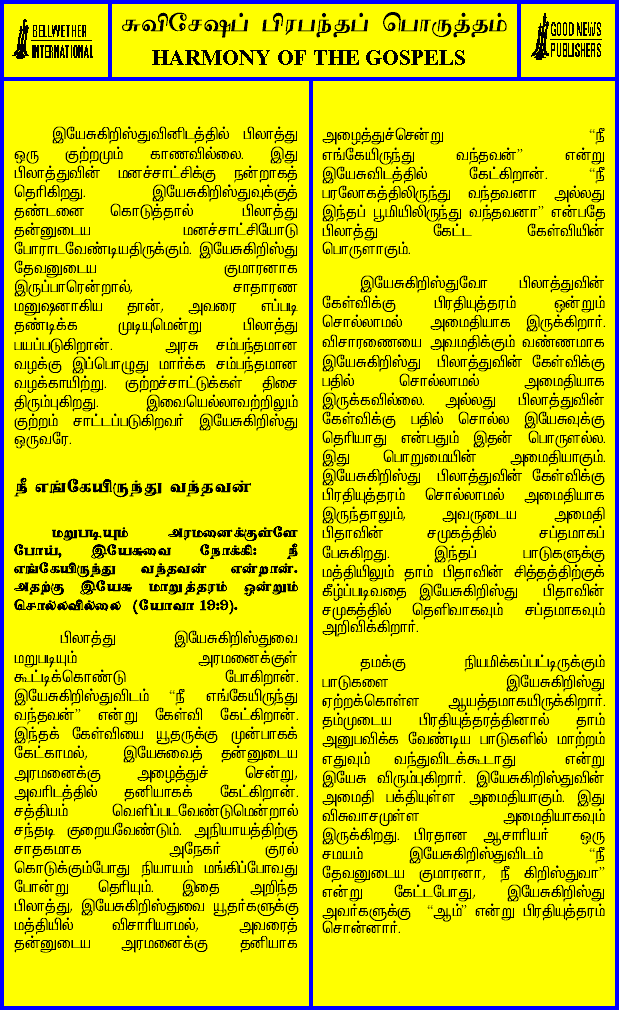 BELLWETHER
INTERNATIONAL
சுவிசேஷப் பிரபந்தப் பொருத்தம்
HARMONY OF THE GOSPELS
GOOD NEWS
PUBLISHERS
இயேசுகிறிஸ்துவினிடத்தில் பிலாத்து
ஒரு குற்றமும் காணவில்லை. இது
பிலாத்துவின் மனச்சாட்சிக்கு நன்றாகத்
தெரிகிறது. இயேசுகிறிஸ்துவுக்குத்
தண்டனை கொடுத்தால் பிலாத்து
தன்னுடைய மனச்சாட்சியோடு
போராடவேண்டியதிருக்கும். இயேசுகிறிஸ்து
தேவனுடைய குமாரனாக
இருப்பாரென்றால், சாதாரண
மனுஷனாகிய தான், அவரை எப்படி
தண்டிக்க முடியுமென்று பிலாத்து
பயப்படுகிறான். அரசு சம்பந்தமான
வழக்கு இப்பொழுது மார்க்க சம்பந்தமான
வழக்காயிற்று. குற்றச்சாட்டுக்கள் திசை
திரும்புகிறது. இவையெல்லாவற்றிலும்
குற்றம் சாட்டப்படுகிறவர் இயேசுகிறிஸ்து
ஒருவரே.
நீ எங்கேயிருந்து வந்தவன்
மறுபடியும் அரமனைக்குள்ளே
போய், இயேசுவை நோக்கி: நீ
எங்கேயிருந்து வந்தவன் என்றான்.
அதற்கு இயேசு மாறுத்தரம் ஒன்றும்
சொல்லவில்லை (யோவா 19:9).
பிலாத்து இயேசுகிறிஸ்துவை
மறுபடியும் அரமனைக்குள்
கூட்டிக்கொண்டு போகிறான்.
இயேசுகிறிஸ்துவிடம் “நீ எங்கேயிருந்து
வந்தவன்” என்று கேள்வி கேட்கிறான்.
இந்தக் கேள்வியை யூதருக்கு முன்பாகக்
கேட்காமல், இயேசுவைத் தன்னுடைய
அரமனைக்கு அழைத்துச் சென்று,
அவரிடத்தில் தனியாகக் கேட்கிறான்.
சத்தியம் வெளிப்படவேண்டுமென்றால்
சந்தடி குறையவேண்டும். அநியாயத்திற்கு
சாதகமாக அநேகர் குரல்
கொடுக்கும்போது நியாயம் மங்கிப்போவது
போன்று தெரியும். இதை அறிந்த
பிலாத்து, இயேசுகிறிஸ்துவை யூதர்களுக்கு
மத்தியில் விசாரியாமல், அவரைத்
தன்னுடைய அரமனைக்கு தனியாக
அழைத்துச்சென்று “நீ
எங்கேயிருந்து வந்தவன்” என்று
இயேசுவிடத்தில் கேட்கிறான். “நீ
பரலோகத்திலிருந்து வந்தவனா அல்லது
இந்தப் பூமியிலிருந்து வந்தவனா” என்பதே
பிலாத்து கேட்ட கேள்வியின்
பொருளாகும்.
இயேசுகிறிஸ்துவோ பிலாத்துவின்
கேள்விக்கு பிரதியுத்தரம் ஒன்றும்
சொல்லாமல் அமைதியாக இருக்கிறார்.
விசாரணையை அவமதிக்கும் வண்ணமாக
இயேசுகிறிஸ்து பிலாத்துவின் கேள்விக்கு
பதில் சொல்லாமல் அமைதியாக
இருக்கவில்லை. அல்லது பிலாத்துவின்
கேள்விக்கு பதில் சொல்ல இயேசுவுக்கு
தெரியாது என்பதும் இதன் பொருளல்ல.
இது பொறுமையின் அமைதியாகும்.
இயேசுகிறிஸ்து பிலாத்துவின் கேள்விக்கு
பிரதியுத்தரம் சொல்லாமல் அமைதியாக
இருந்தாலும், அவருடைய அமைதி
பிதாவின் சமுகத்தில் சப்தமாகப்
பேசுகிறது. இந்தப் பாடுகளுக்கு
மத்தியிலும் தாம் பிதாவின் சித்தத்திற்குக்
கீழ்ப்படிவதை இயேசுகிறிஸ்து பிதாவின்
சமுகத்தில் தெளிவாகவும் சப்தமாகவும்
அறிவிக்கிறார்.
தமக்கு நியமிக்கப்பட்டிருக்கும்
பாடுகளை இயேசுகிறிஸ்து
ஏற்றக்கொள்ள ஆயத்தமாகயிருக்கிறார்.
தம்முடைய பிரதியுத்தரத்தினால் தாம்
அனுபவிக்க வேண்டிய பாடுகளில் மாற்றம்
எதுவும் வந்துவிடக்கூடாது என்று
இயேசு விரும்புகிறார். இயேசுகிறிஸ்துவின்
அமைதி பக்தியுள்ள அமைதியாகும். இது
விசுவாசமுள்ள அமைதியாகவும்
இருக்கிறது. பிரதான ஆசாரியர் ஒரு
சமயம் இயேசுகிறிஸ்துவிடம் “நீ
தேவனுடைய குமாரனா, நீ கிறிஸ்துவா”
என்று கேட்டபோது, இயேசுகிறிஸ்து
அவர்களுக்கு “ஆம்” என்று பிரதியுத்தரம்
சொன்னார்.